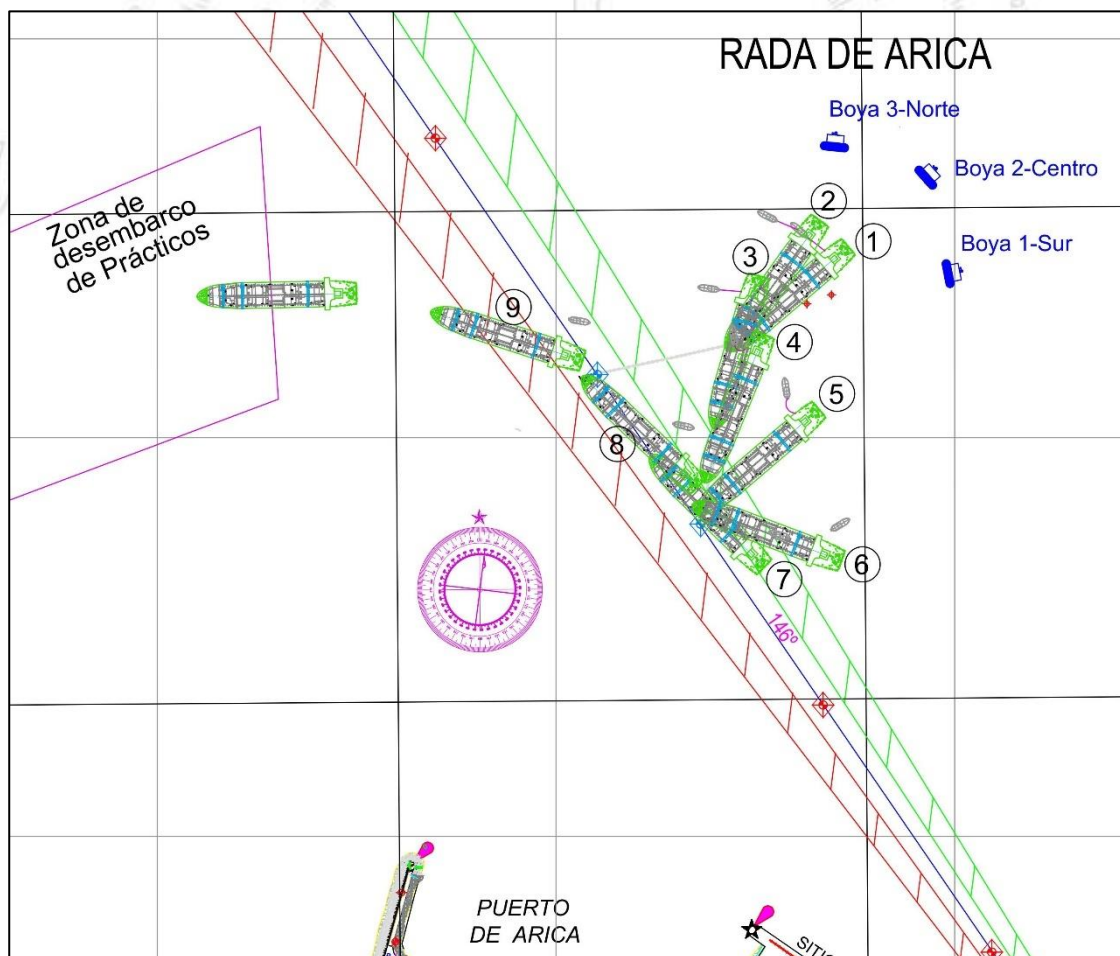 RADA DE ARICA
Boya 3-Norte
Boya 2-Centro
Boya 1-Sur
Zona de
desembarco
de Prácticos
2
1
3
9
4
5
8
6
7
146°
PUERTO
DE ARICA